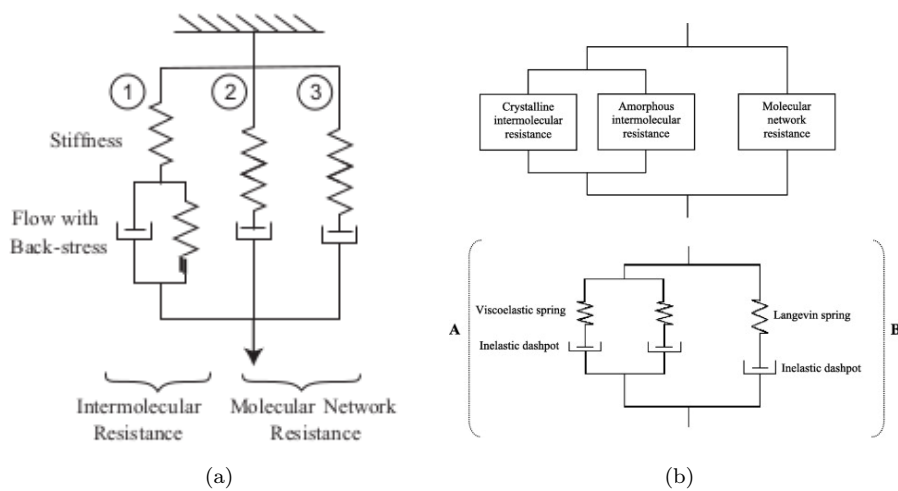 1
2
3
Stiffness
Flow with
Back-stress
Intermolecular
Resistance
Molecular Network
Resistance
(a)
Crystalline
intermolecular
resistance
Amorphous
intermolecular
resistance
Molecular
network
resistance
A
Viscoelastic spring
Inelastic dashpot
Langevin spring
Inelastic dashpot
B
(b)